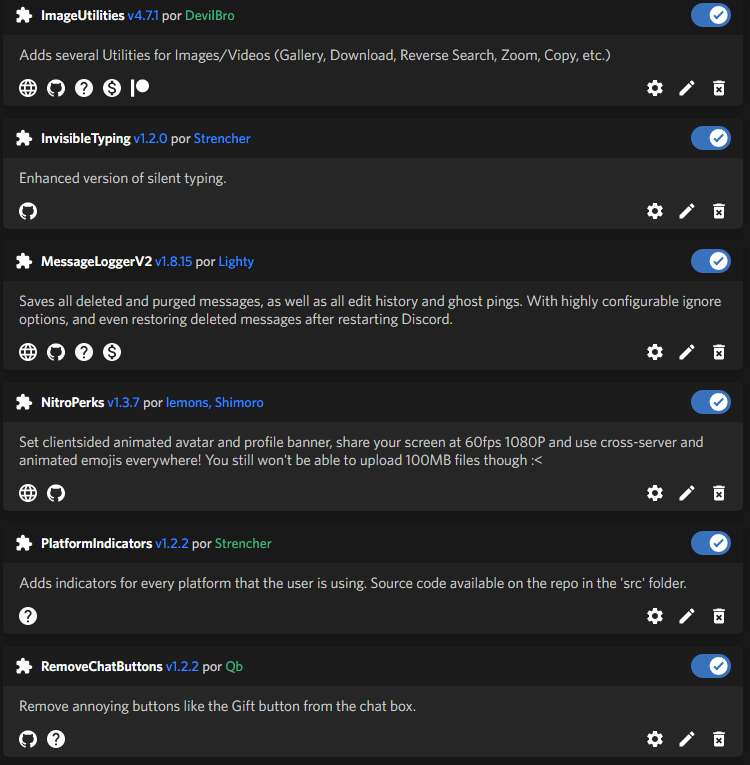 ImageUtilities v4.7.1 por DevilBro
Adds several Utilities for Images/Videos (Gallery, Download, Reverse Search, Zoom, Copy, etc.)
InvisibleTyping v1.2.0 por Strencher
Enhanced version of silent typing.
MessageLoggerV2 v1.8.15 por Lighty
Saves all deleted and purged messages, as well as all edit history and ghost pings. With highly configurable ignore
options, and even restoring deleted messages after restarting Discord.
NitroPerks v1.3.7 por lemons, Shimoro
Set clientsided animated avatar and profile banner, share your screen at 60fps 1080P and use cross-server and
animated emojis everywhere! You still won't be able to upload 100MB files though :<
PlatformIndicators v1.2.2 por Strencher
Adds indicators for every platform that the user is using. Source code available on the repo in the 'src' folder.
RemoveChatButtons v1.2.2 por Qb
Remove annoying buttons like the Gift button from the chat box.